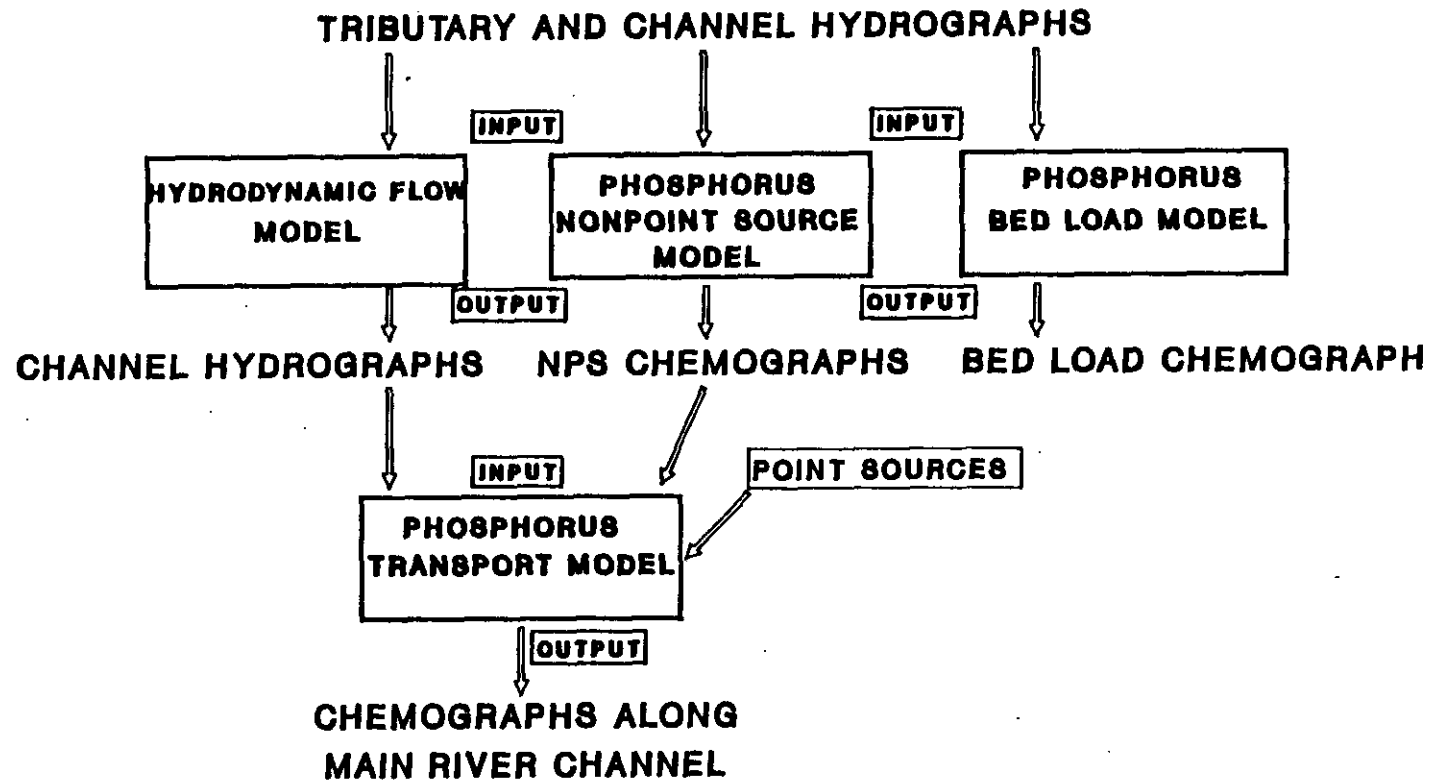 TRIBUTARY AND CHANNEL HYDROGRAPHS
INPUT
INPUT
HYDRODYNAMIC FLOW
MODEL
PHOSPHORUS
NONPOINT SOURCE
MODEL
PHOSPHORUS
BED LOAD MODEL
OUTPUT
OUTPUT
CHANNEL HYDROGRAPHS
NPS CHEMOGRAPHS
BED LOAD CHEMOGRAPH
INPUT
POINT SOURCES
PHOSPHORUS
TRANSPORT MODEL
OUTPUT
CHEMOGRAPHS ALONG
MAIN RIVER CHANNEL